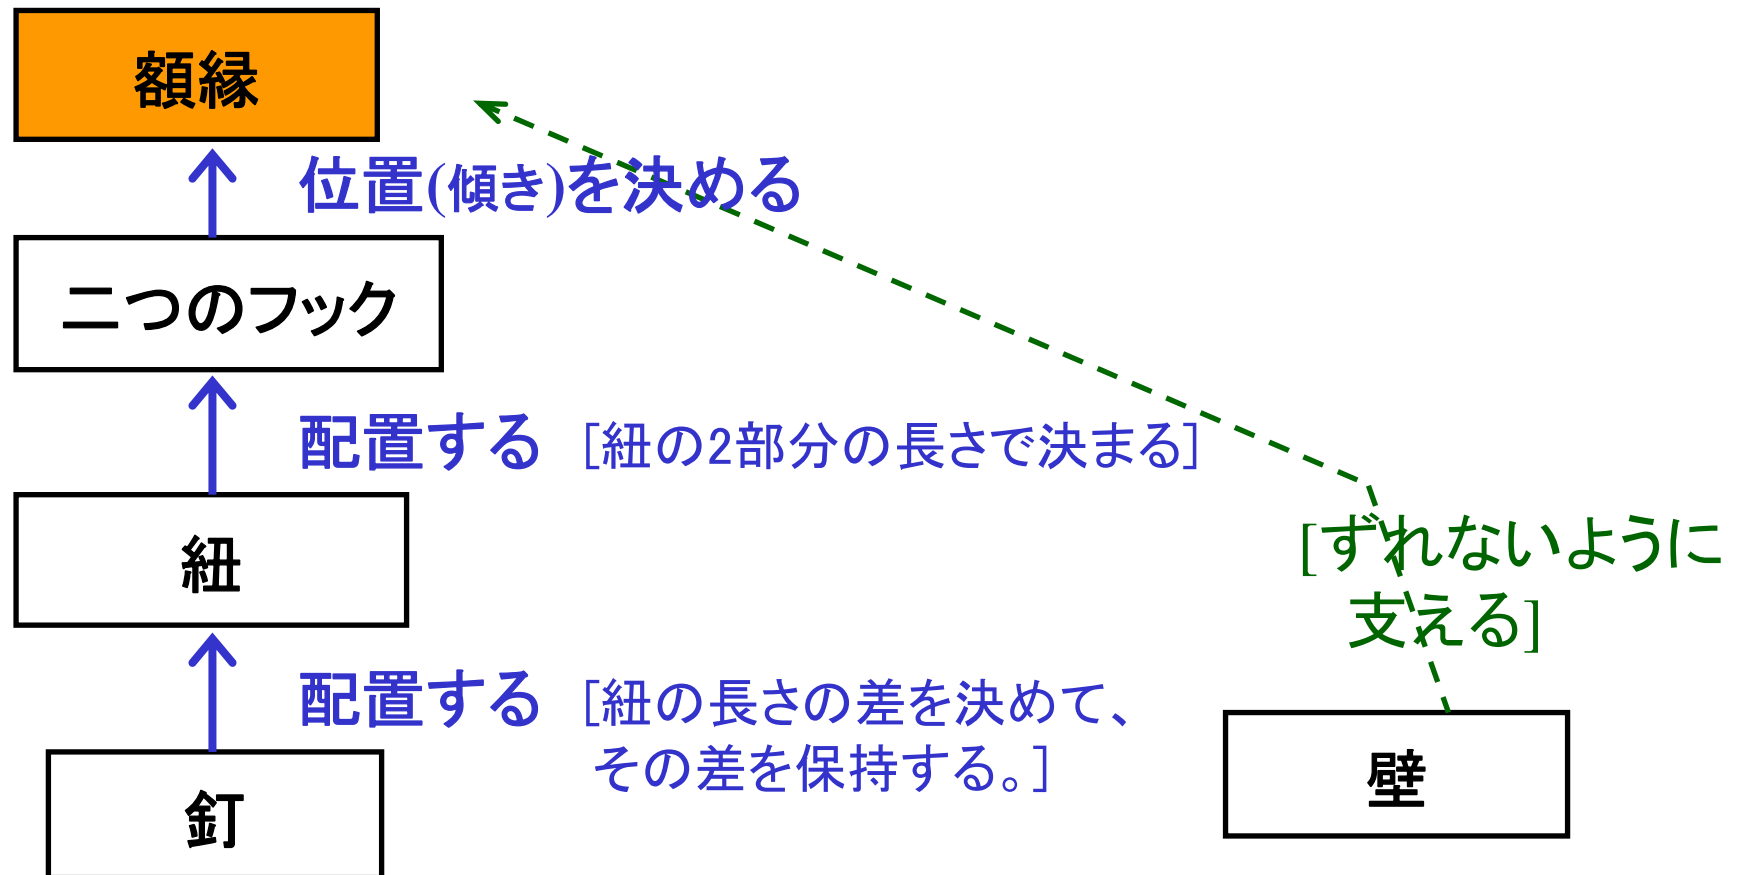 額縁
位置(傾き)を決める
二つのフック
配置する [紐の2部分の長さで決まる]
紐
[ずれないように
支える]
配置する [紐の長さの差を決めて、
その差を保持する。]
釘
壁